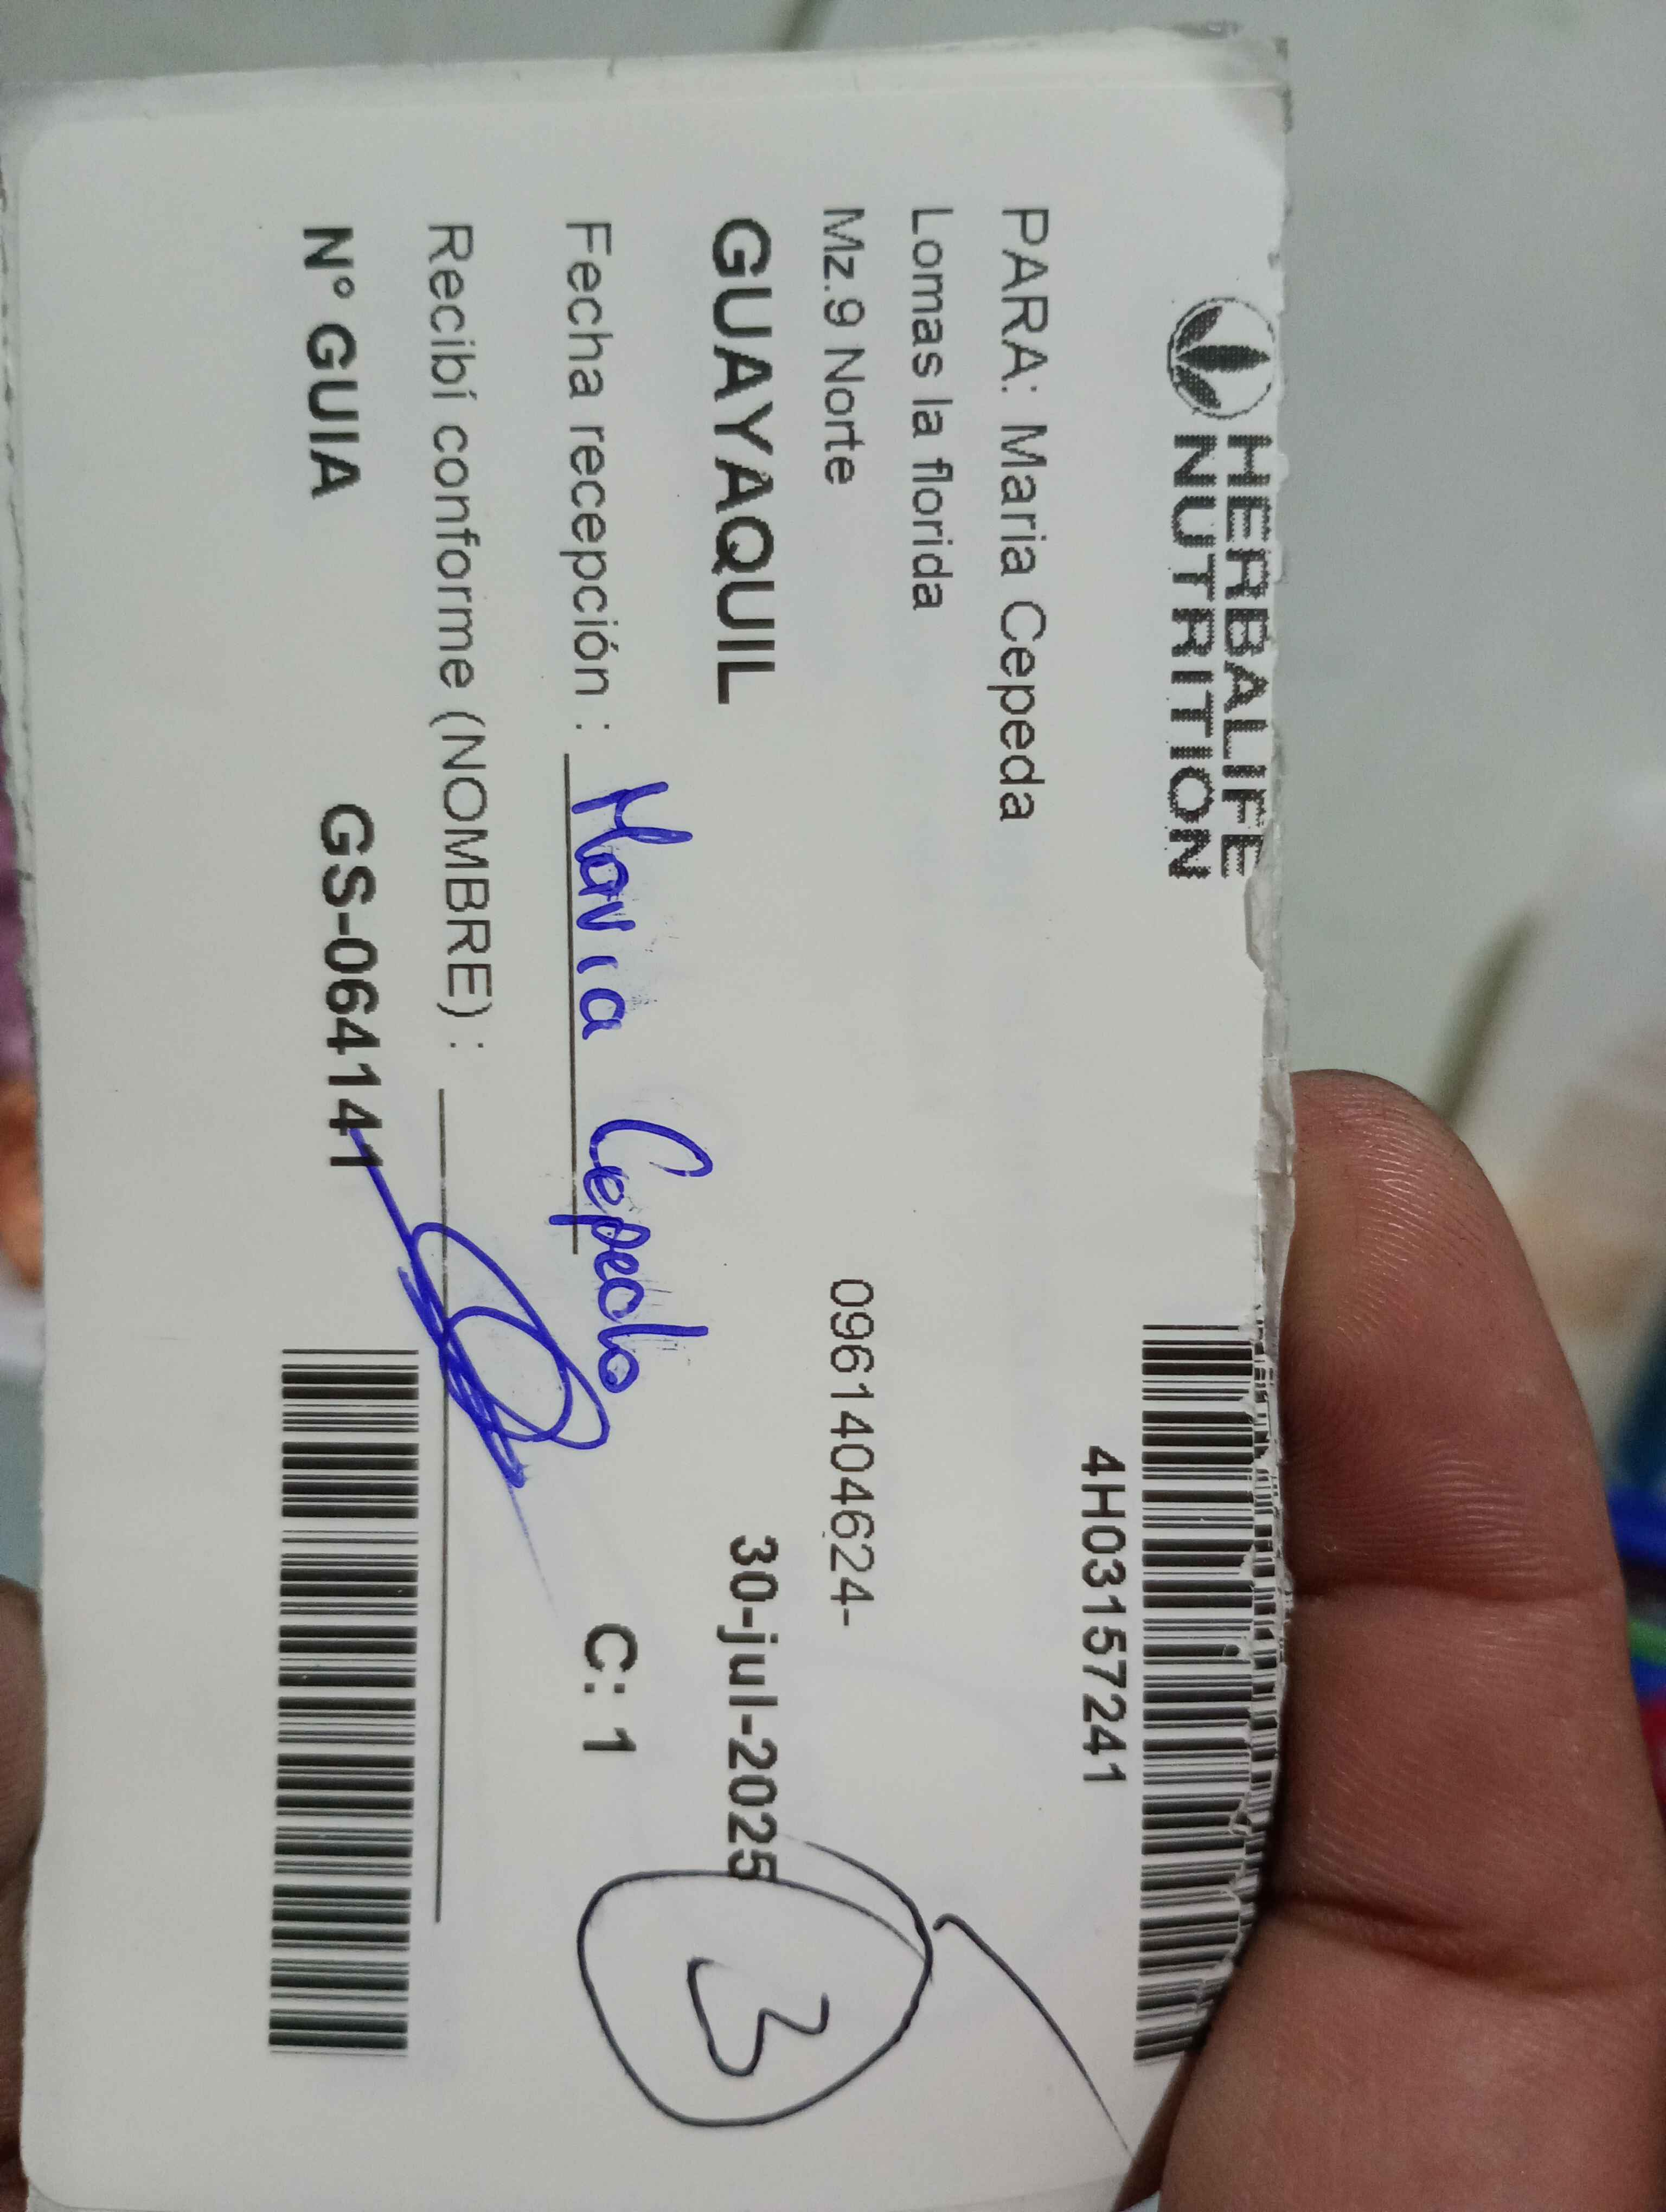 HERBALIFE
NUTRITION
4H03157241
PARA: Maria Cepeda
Lomas la florida
Mz.9 Norte 0961404624-
GUAYAQUIL 30-jul-2025
Fecha recepción : Maria Cepeda C: 1
3
Recibí conforme (NOMBRE) :
N° GUIA GS-064141